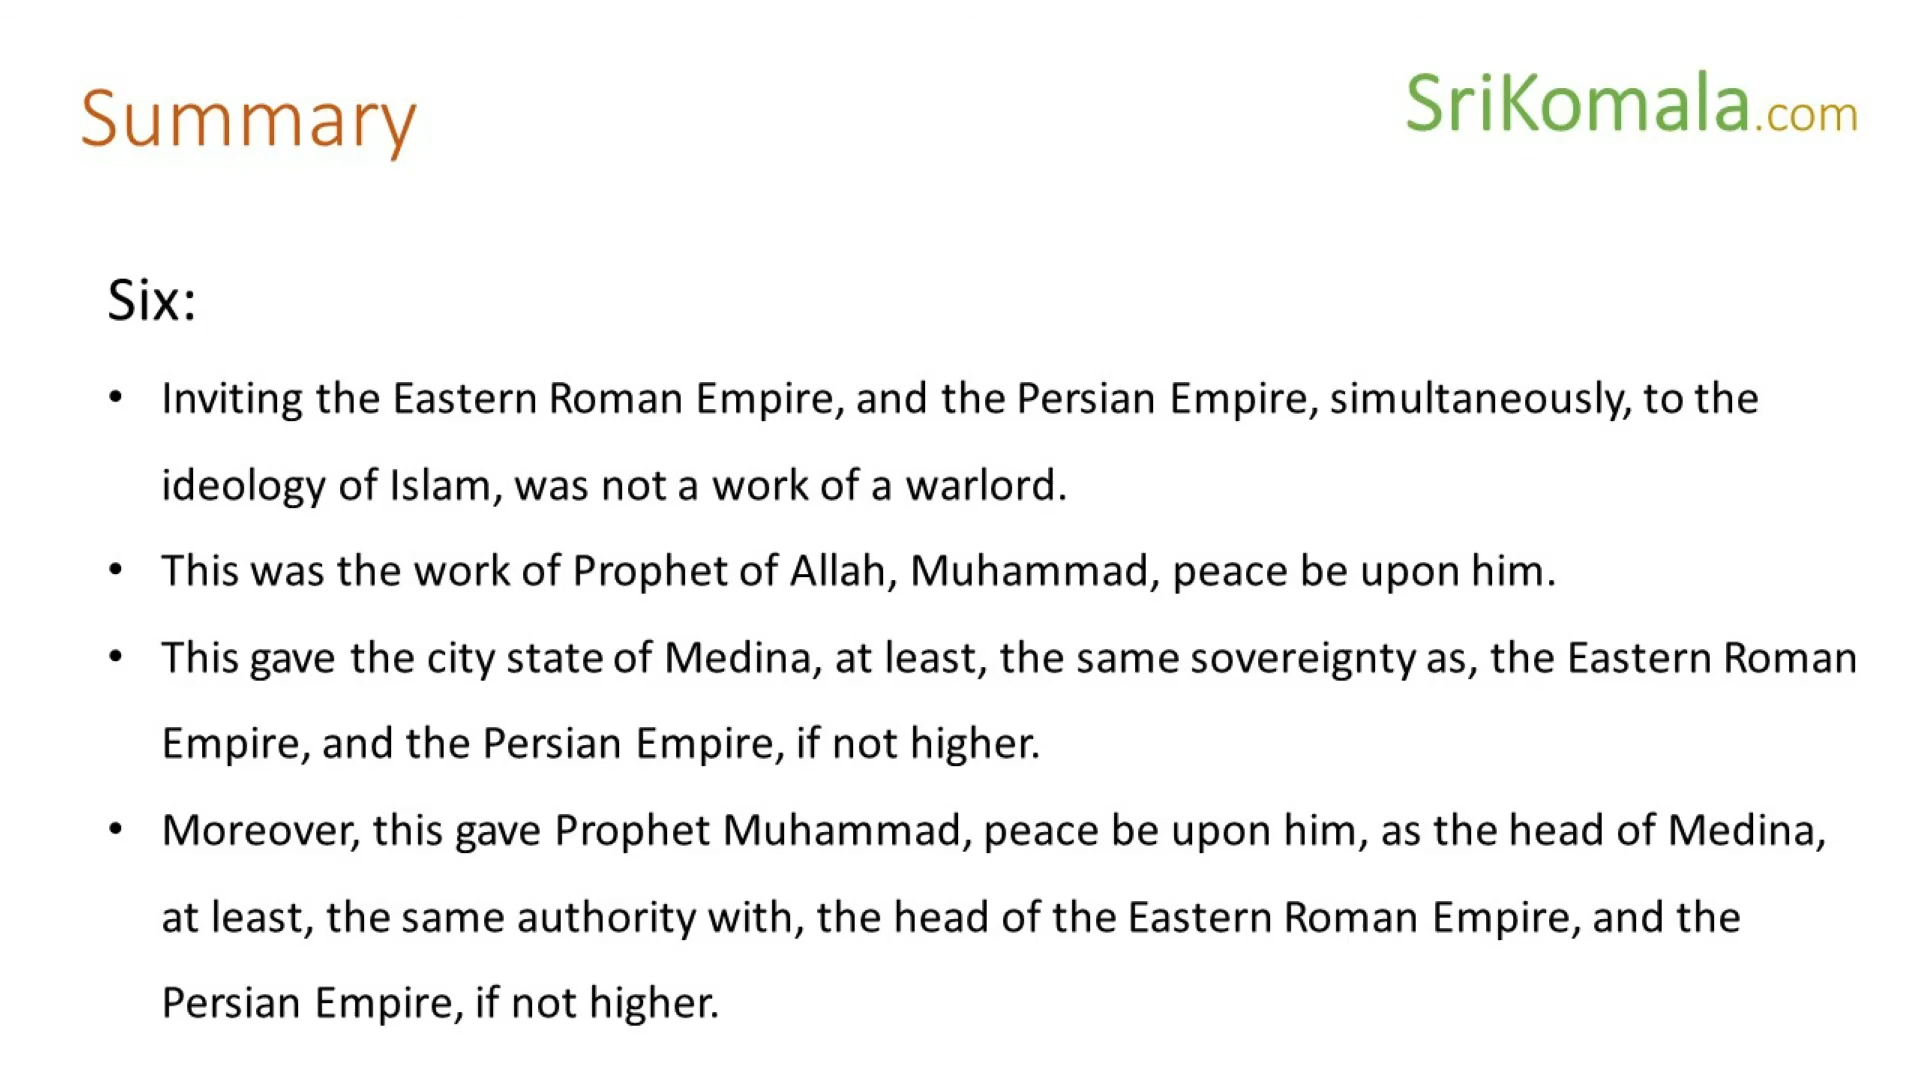 Summary
SriKomala.com
Six:
• Inviting the Eastern Roman Empire, and the Persian Empire, simultaneously, to the
ideology of Islam, was not a work of a warlord.
• This was the work of Prophet of Allah, Muhammad, peace be upon him.
• This gave the city state of Medina, at least, the same sovereignty as, the Eastern Roman
Empire, and the Persian Empire, if not higher.
• Moreover, this gave Prophet Muhammad, peace be upon him, as the head of Medina,
at least, the same authority with, the head of the Eastern Roman Empire, and the
Persian Empire, if not higher.